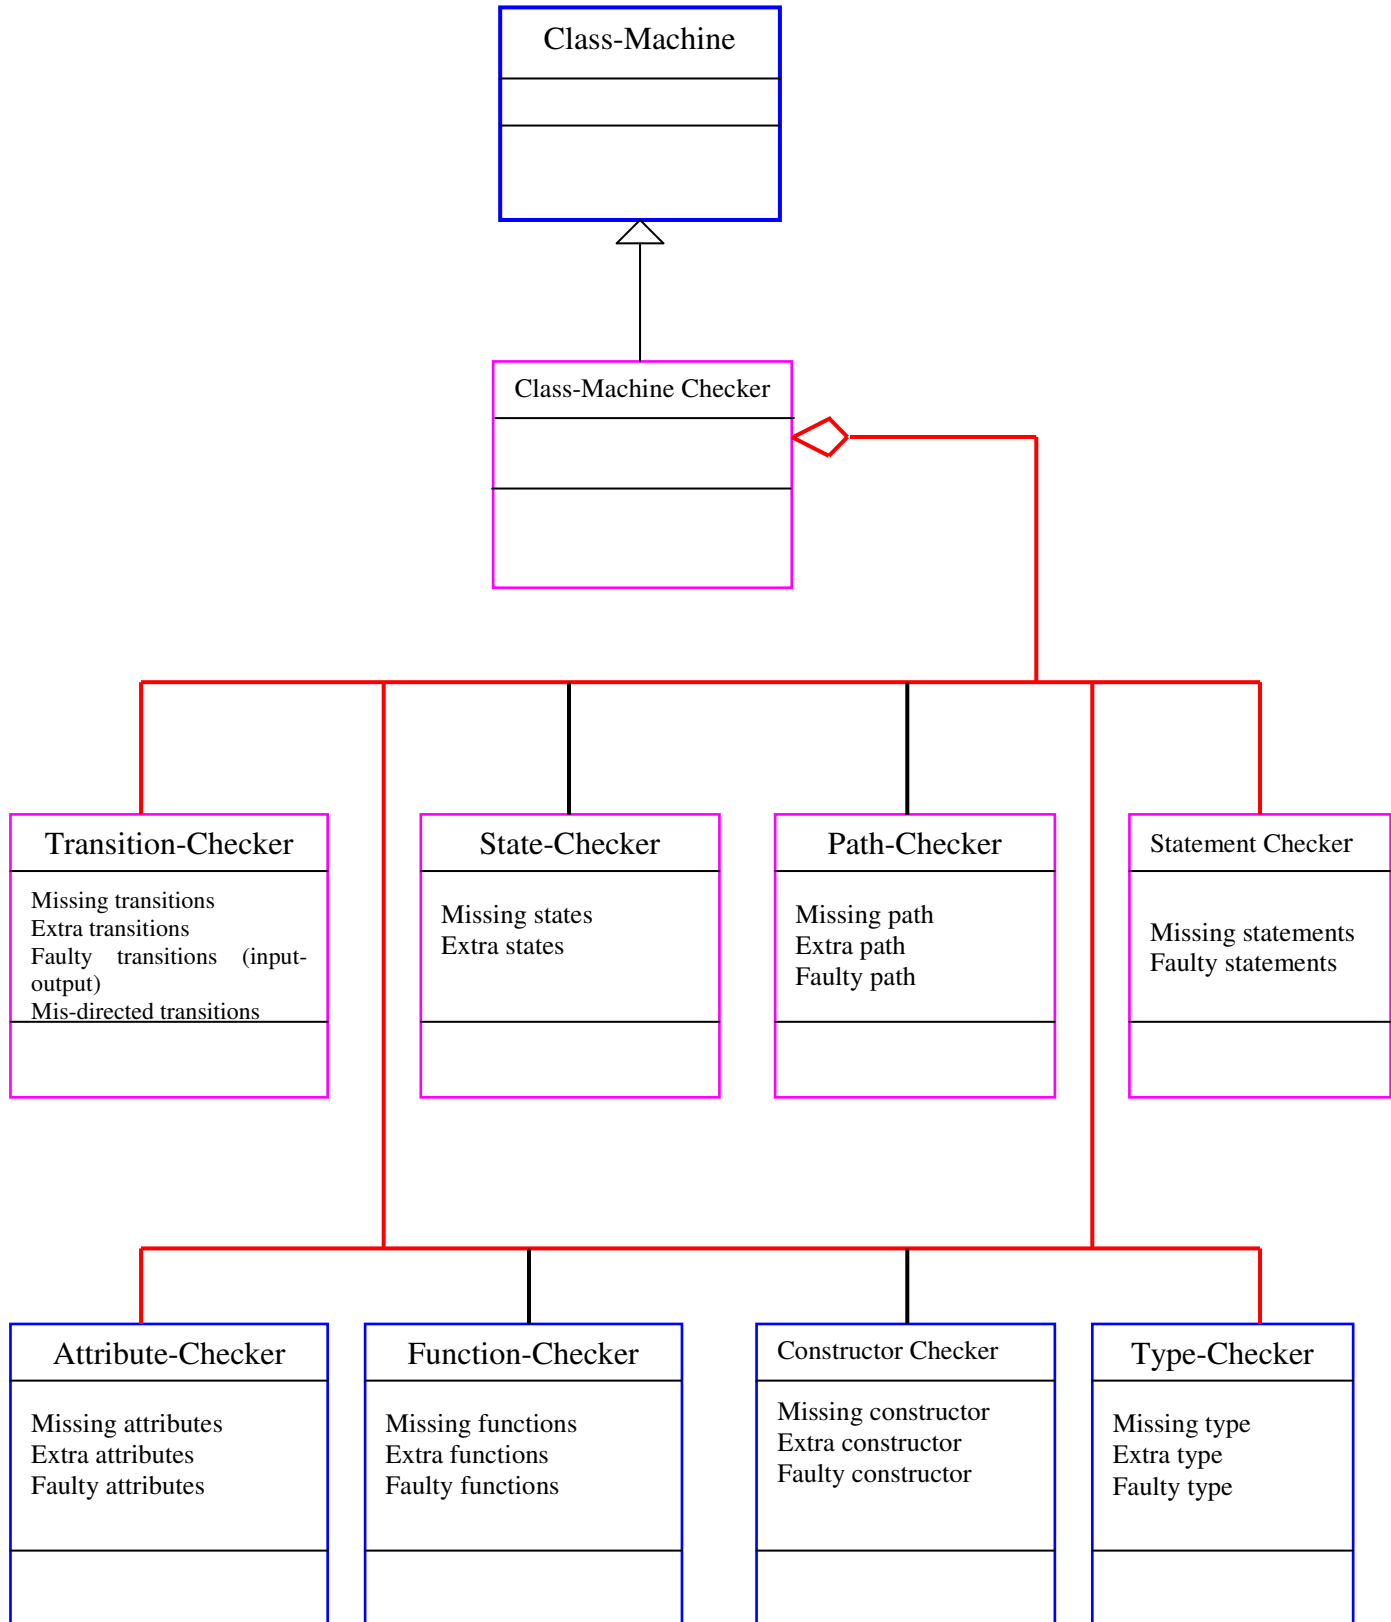 Class-Machine
Class-Machine Checker
Transition-Checker
Missing transitions
Extra transitions
Faulty transitions (input-
output)
Mis-directed transitions
State-Checker
Missing states
Extra states
Path-Checker
Missing path
Extra path
Faulty path
Statement Checker
Missing statements
Faulty statements
Attribute-Checker
Missing attributes
Extra attributes
Faulty attributes
Function-Checker
Missing functions
Extra functions
Faulty functions
Constructor Checker
Missing constructor
Extra constructor
Faulty constructor
Type-Checker
Missing type
Extra type
Faulty type